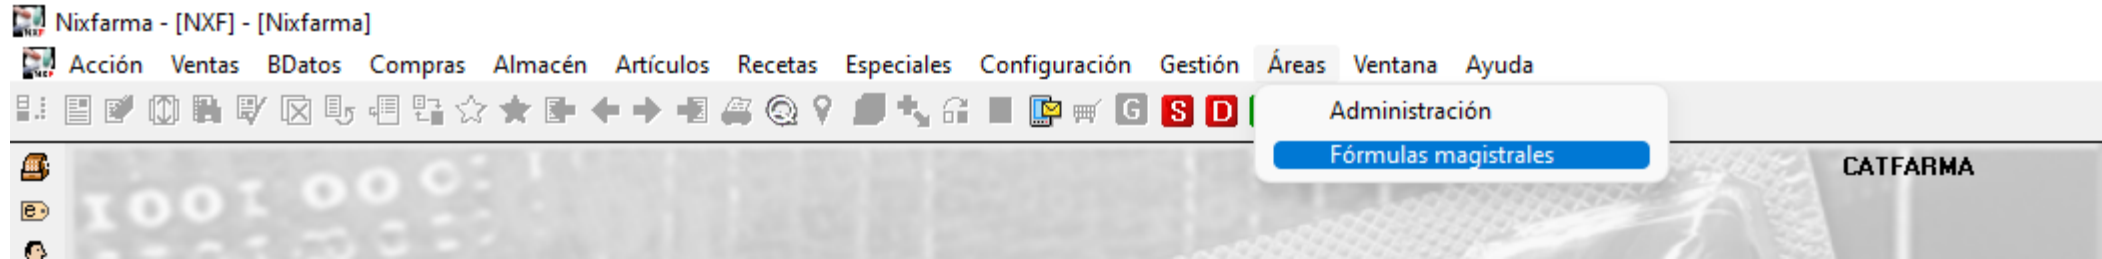 Nixfarma - [NXF] - [Nixfarma]
Acción Ventas BDatos Compras Almacén Artículos Recetas Especiales Configuración Gestión Áreas Ventana Ayuda
G S D
Administración
Fórmulas magistrales
CATFARMA
e